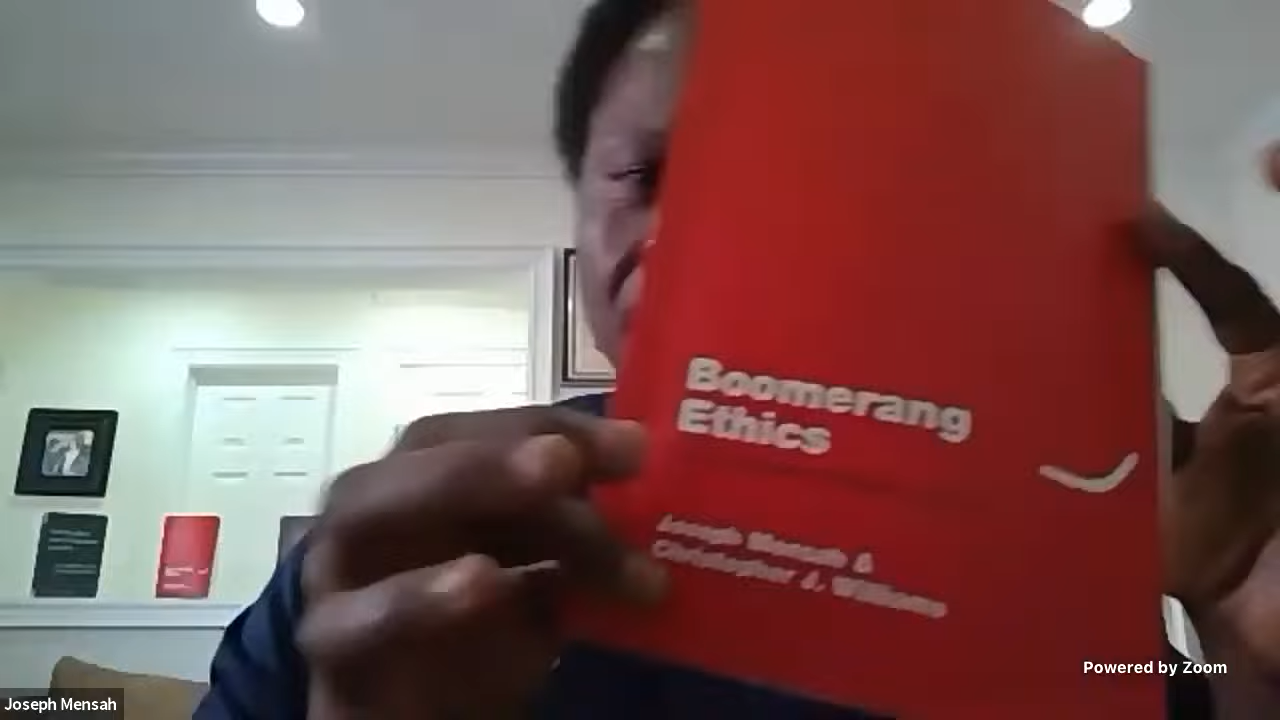 Boomerang
Ethics
Joseph Mensah &
Christopher J. Williams
Powered by Zoom
Joseph Mensah